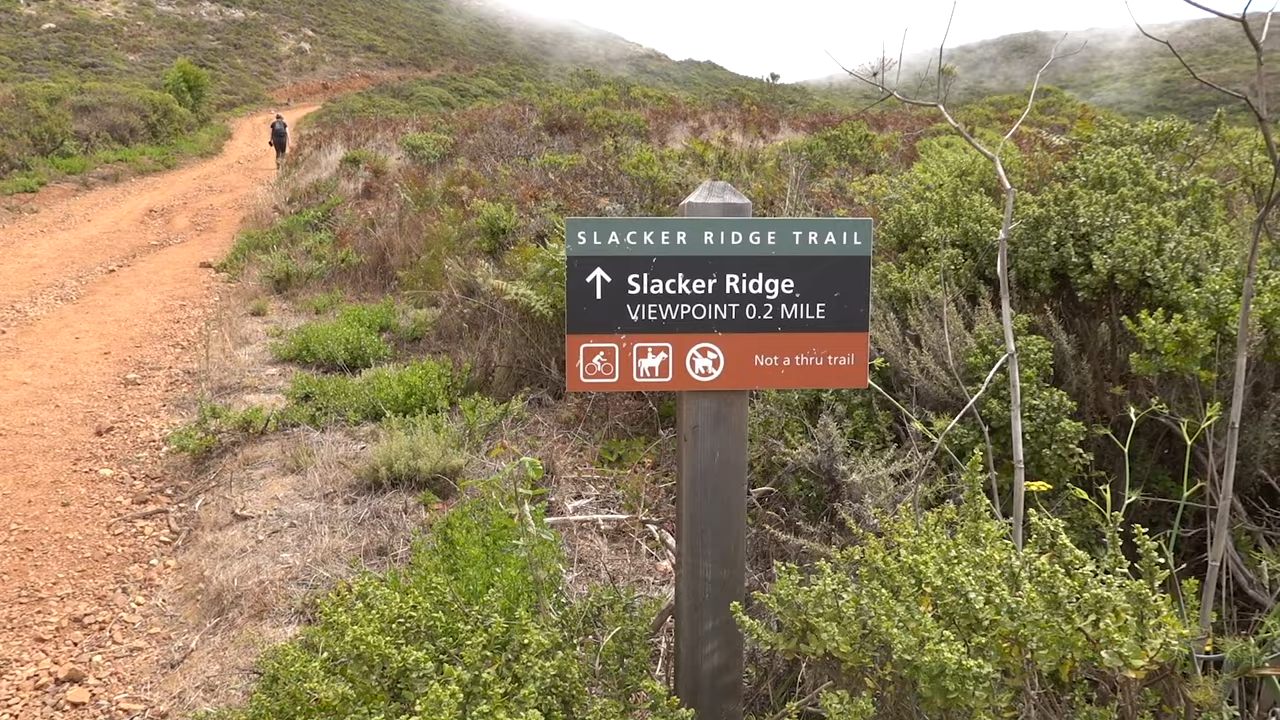 SLACKER RIDGE TRAIL
Slacker Ridge
VIEWPOINT 0.2 MILE
Not a thru trail